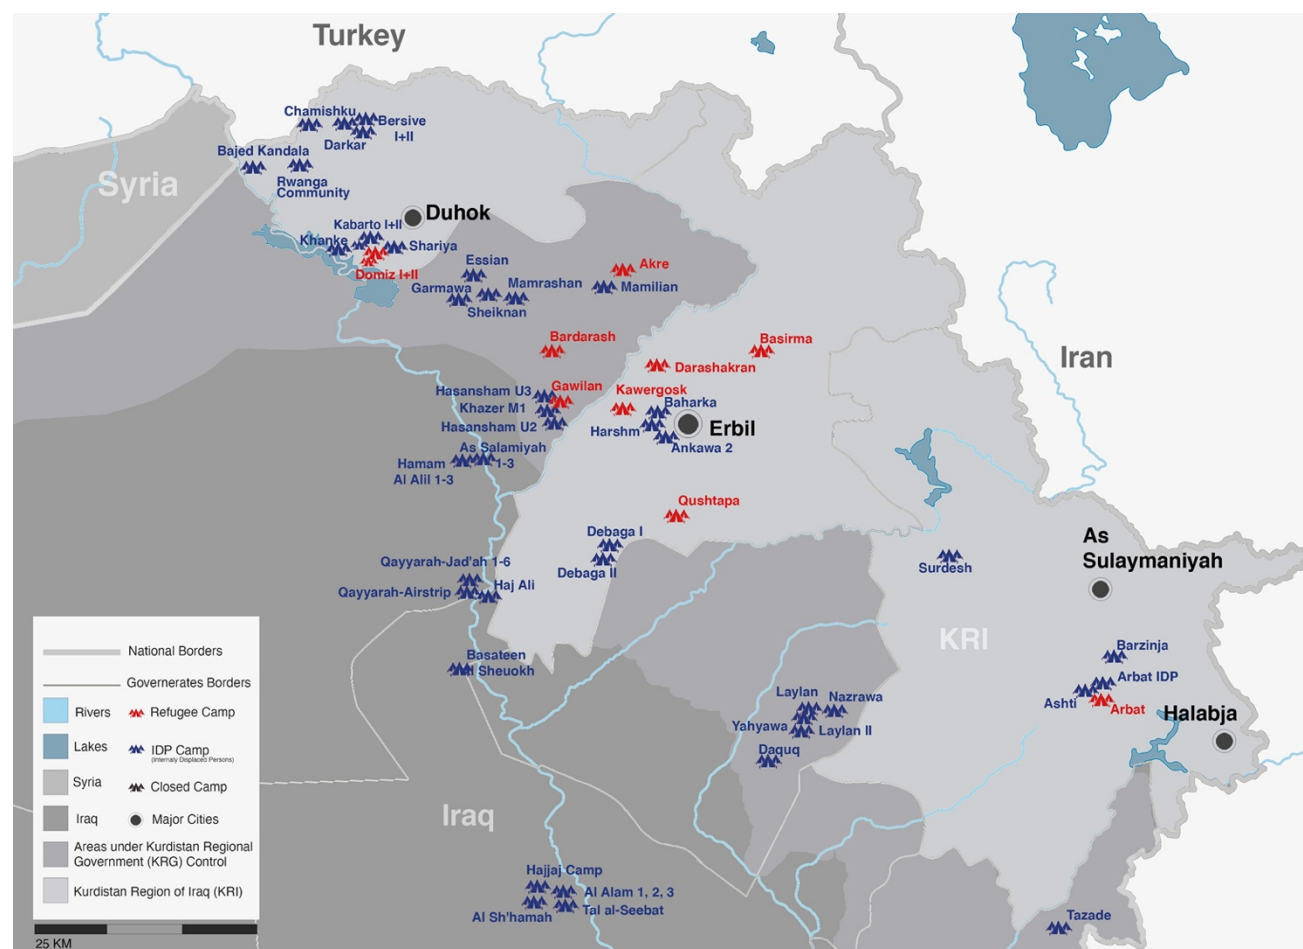 Turkey
Chamishku
Bersive
I+II
Darkar
Bajed Kandala
Rwanga
Community
Syria
Duhok
Kabarto I+II
Khanke
Shariya
Domiz I+II
Essian
Akre
Garmawa
Mamrashan
Mamilian
Sheiknan
Bardarash
Basirma
Darashakran
Iran
Hasansham U3
Gawilan
Kawergosk
Khazer M1
Baharka
Hasansham U2
Harshm
Erbil
As Salamiyah
1-3
Ankawa 2
Hamam
Al Alil 1-3
Qushtapa
Debaga I
Debaga II
As
Sulaymaniyah
Surdesh
Qayyarah-Jad'ah 1-6
Qayyarah-Airstrip
Haj Ali
KRI
Barzinja
Basateen
l Sheuokh
Arbat IDP
Ashti
Arbat
Halabja
Laylan
Nazrawa
Yahyawa
Laylan II
Daquq
Iraq
Hajjaj Camp
Al Alam 1, 2, 3
Al Sh'hamah
Tal al-Seebat
Tazade
National Borders
Governerates Borders
Rivers
Refugee Camp
Lakes
IDP Camp
(Internaly Displaced Persons)
Syria
Closed Camp
Iraq
Major Cities
Areas under Kurdistan Regional
Government (KRG) Control
Kurdistan Region of Iraq (KRI)
25 KM